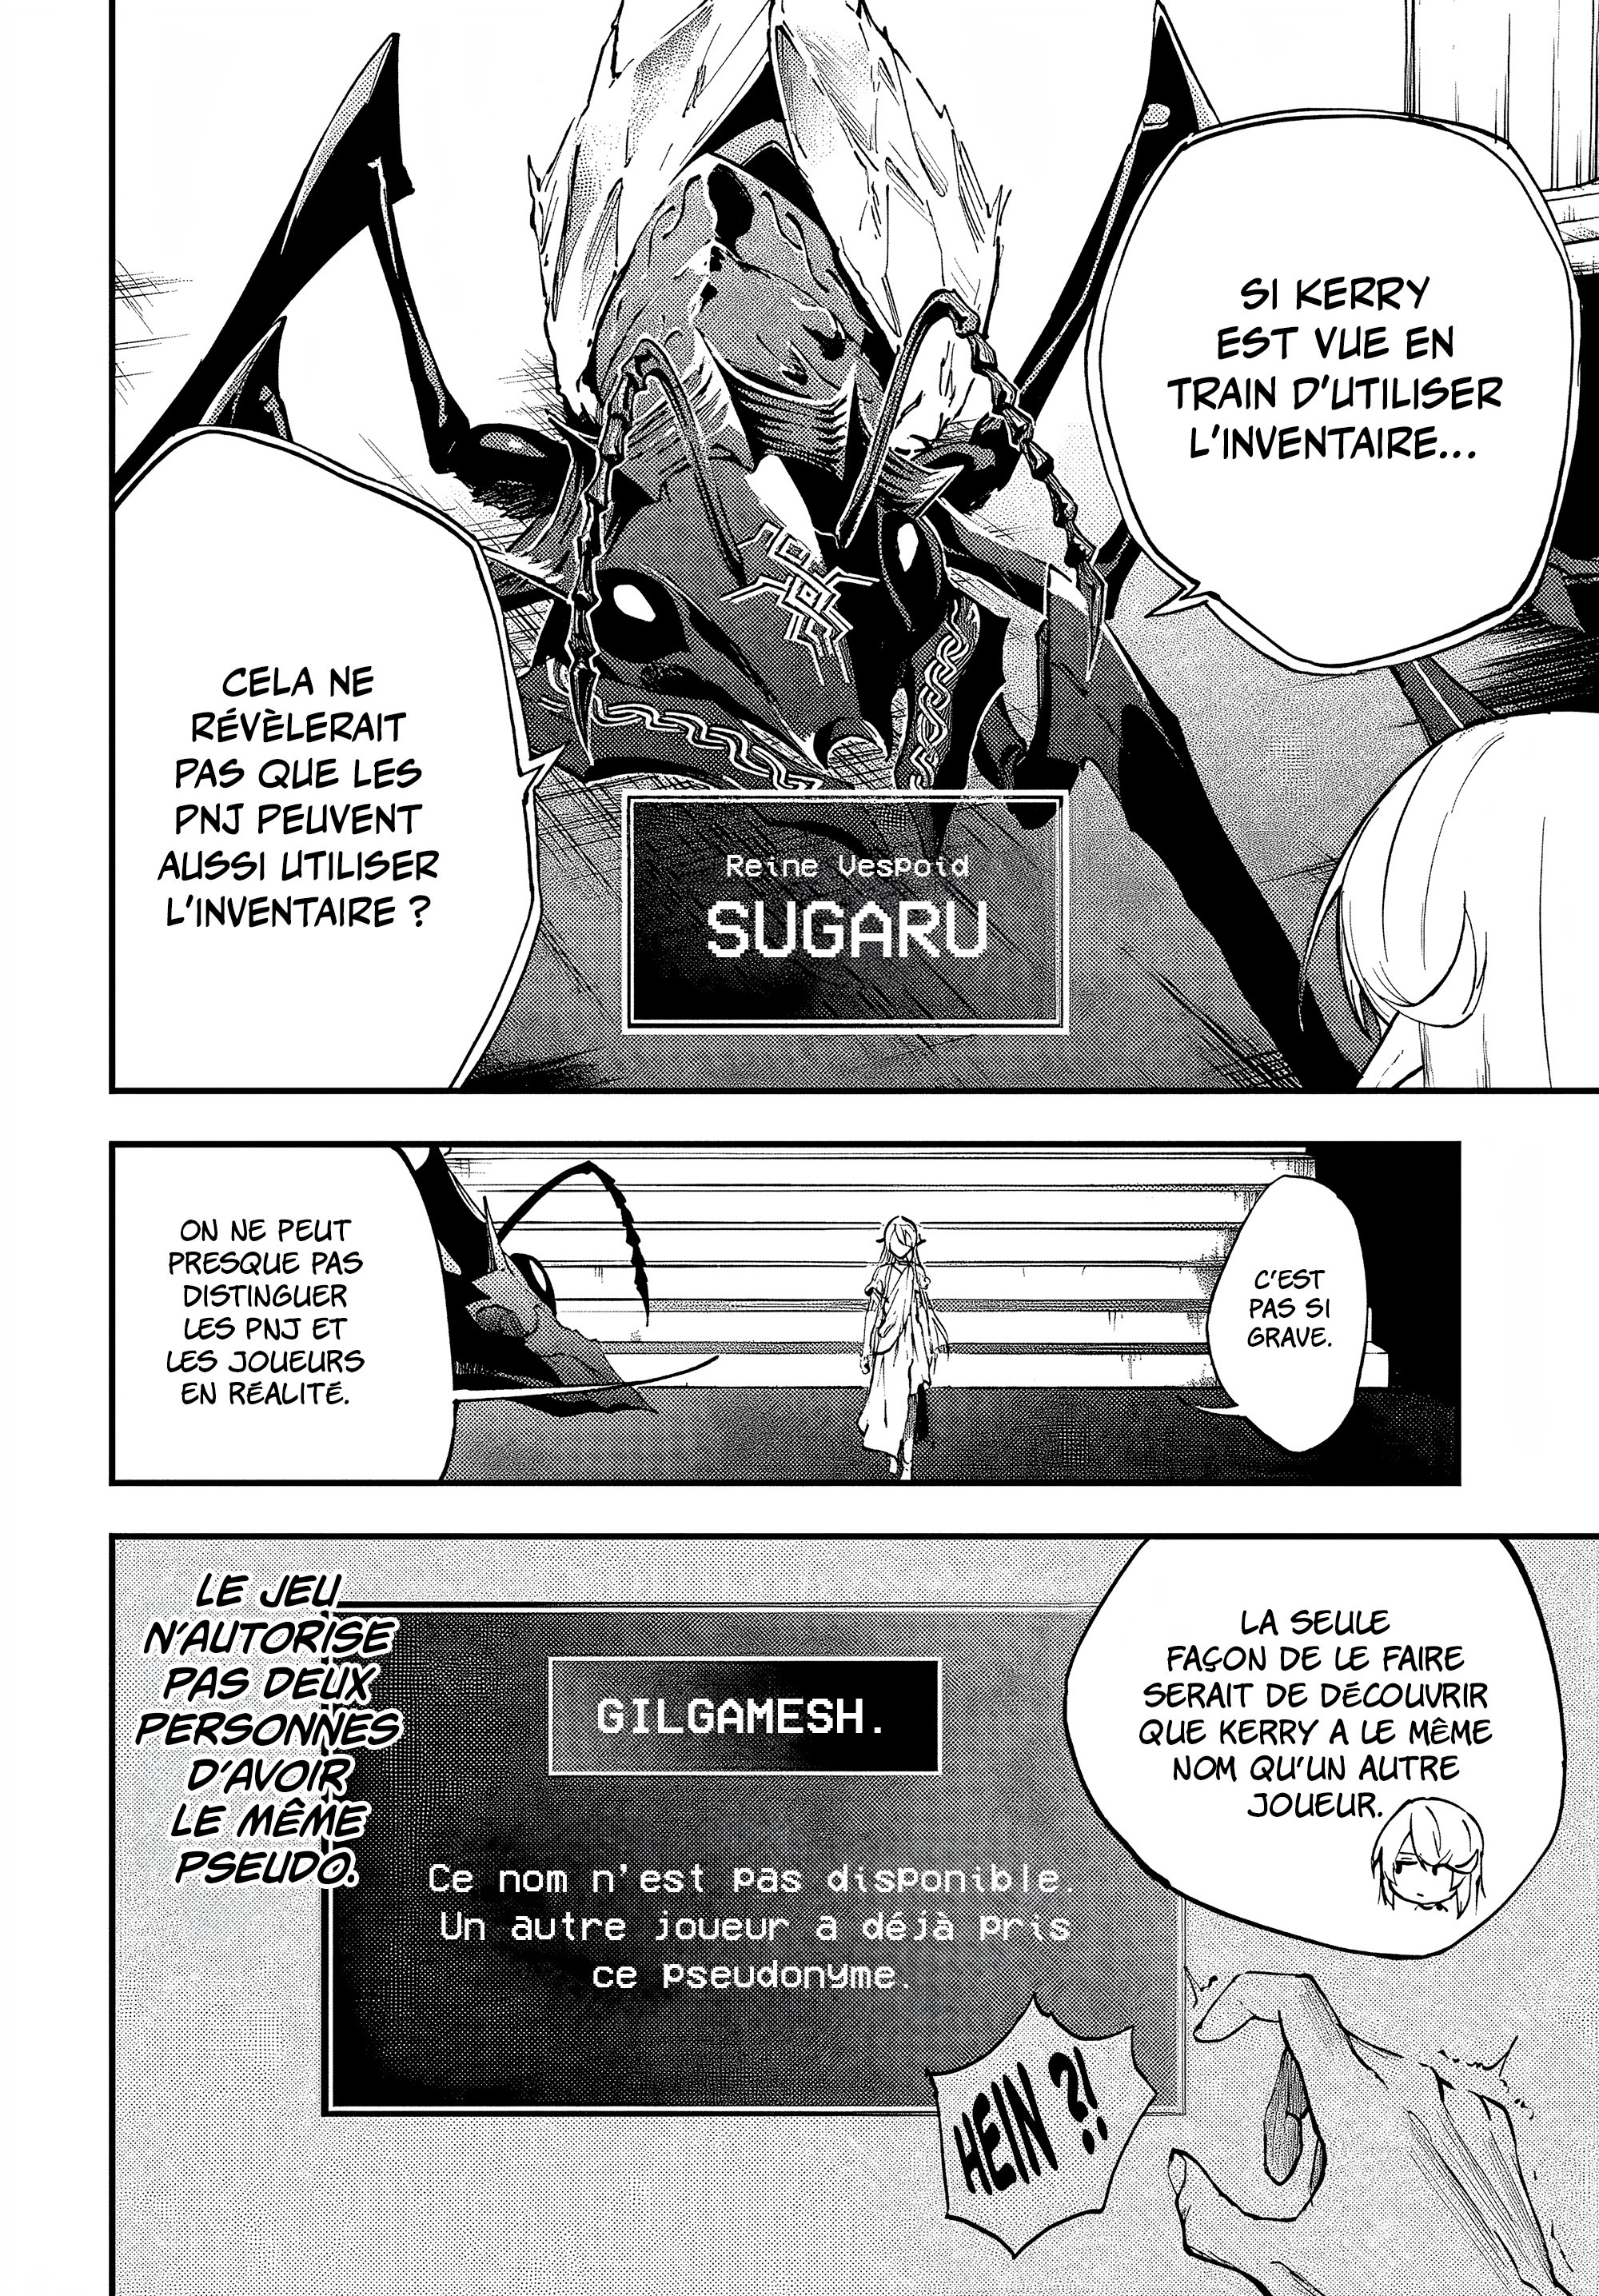 SI KERRY
EST VUE EN
TRAIN D'UTILISER
L'INVENTAIRE...
CELA NE
RÉVÈLERAIT
PAS QUE LES
PNJ PEUVENT
AUSSI UTILISER
L'INVENTAIRE ?
Reine Vespoid
SUGARU
C'EST
PAS SI
GRAVE.
ON NE PEUT
PRESQUE PAS
DISTINGUER
LES PNJ ET
LES JOUEURS
EN RÉALITÉ.
LA SEULE
FAÇON DE LE FAIRE
SERAIT DE DÉCOUVRIR
QUE KERRY A LE MÊME
NOM QU'UN AUTRE
JOUEUR.
LE JEU
N'AUTORISE
PAS DEUX
PERSONNES
D'AVOIR
LE MÊME
PSEUDO.
GILGAMESH.
Ce nom n'est pas disponible.
Un autre joueur a déjà pris
ce pseudonyme.
HEIN ?!